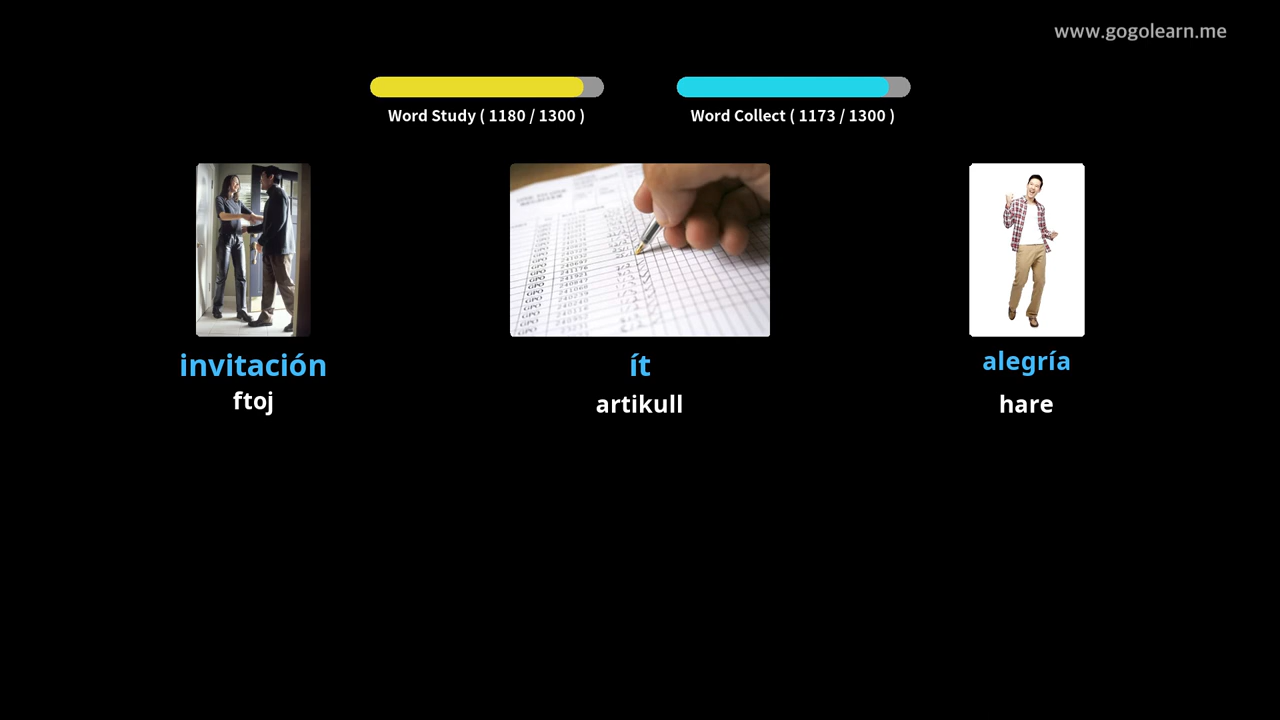 www.gogolearn.me
Word Study ( 1180 / 1300 )
Word Collect ( 1173 / 1300 )
invitación
ít
alegría
ftoj
artikull
hare